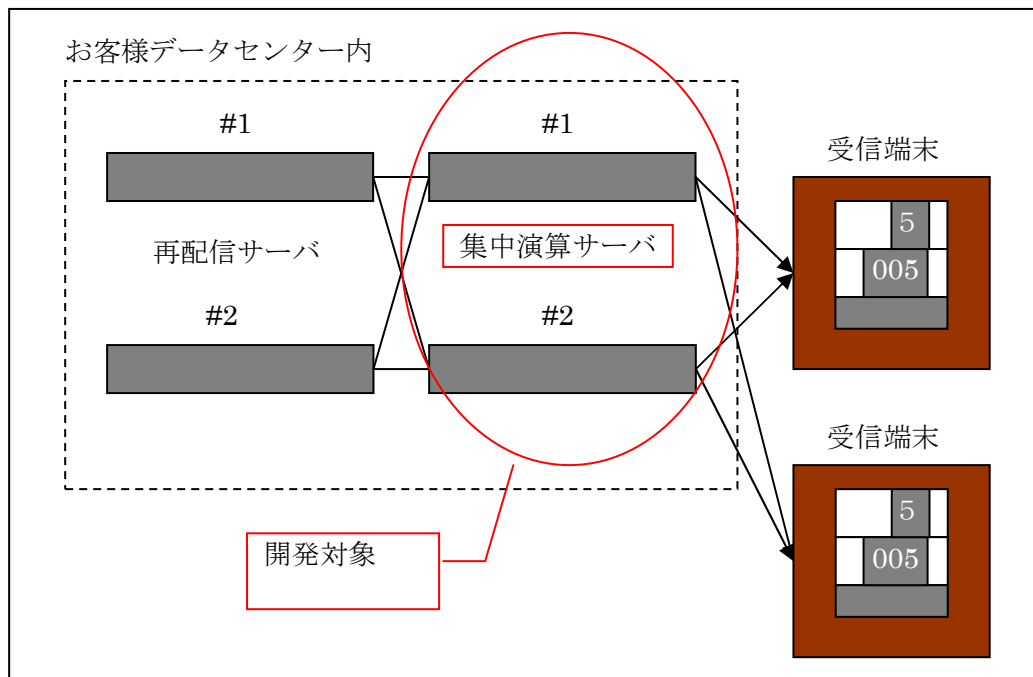 お客様データセンター内
#1
#1
受信端末
5
005
再配信サーバ
集中演算サーバ
#2
#2
受信端末
5
005
開発対象